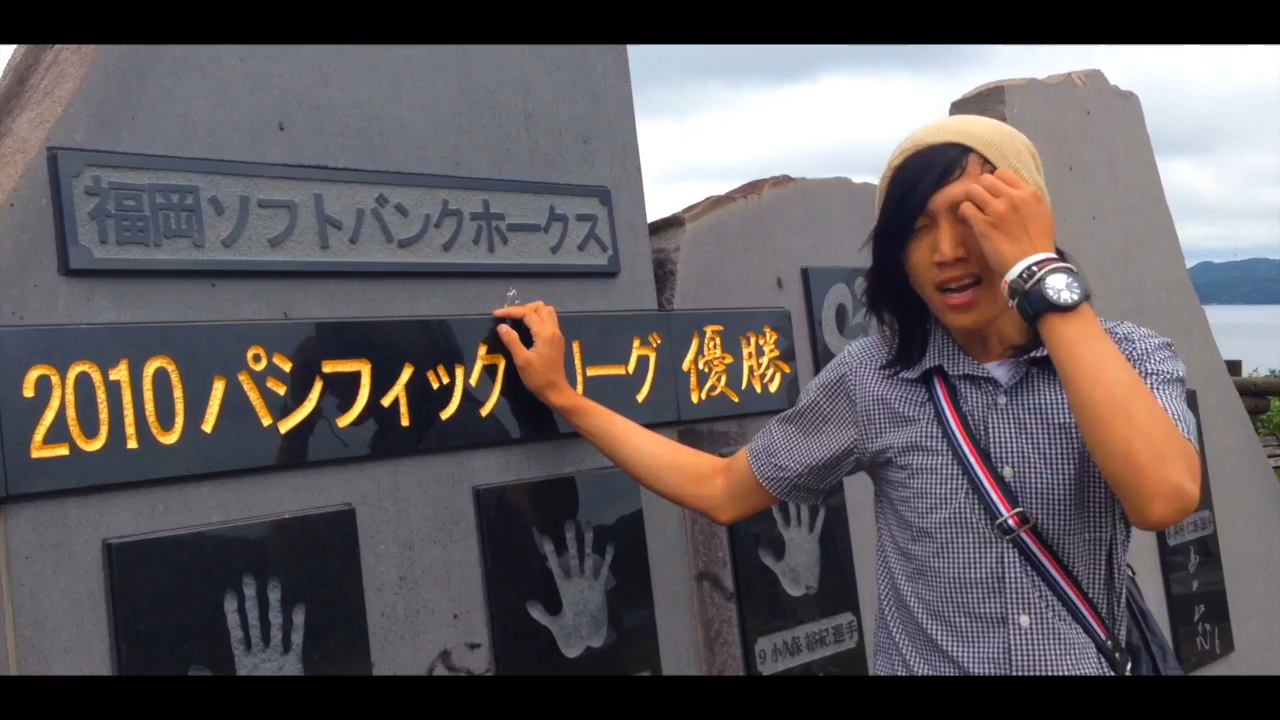 福岡ソフトバンクホークス
2010 パシフィック リーグ 優勝
9 小久保 裕紀 選手